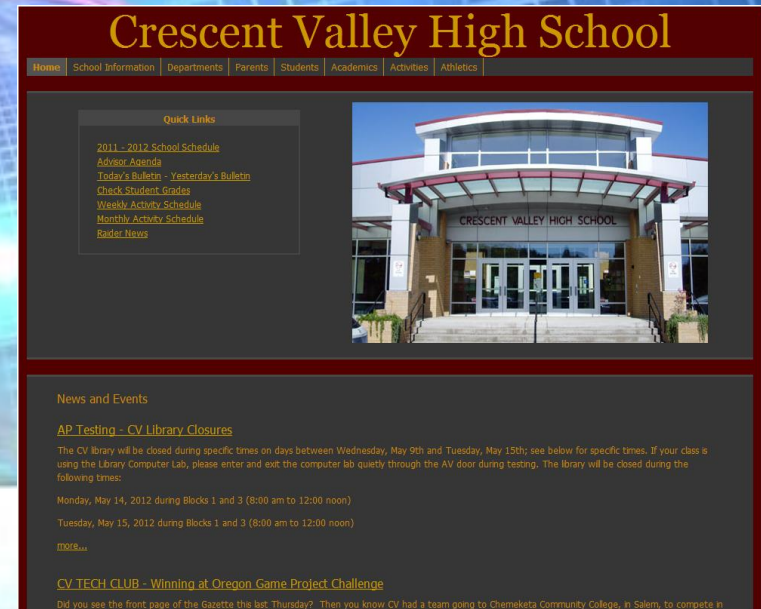 Crescent Valley High School
Home School Information Departments Parents Students Academics Activities Athletics
Quick Links
2011 - 2012 School Schedule
Advisor Agenda
Today's Bulletin - Yesterday's Bulletin
Check Student Grades
Weekly Activity Schedule
Monthly Activity Schedule
Raider News
CRESCENT VALLEY HIGH SCHOOL
News and Events
AP Testing - CV Library Closures
The CV library will be closed during specific times on days between Wednesday, May 9th and Tuesday, May 15th; see below for specific times. If your class is
using the Library Computer Lab, please enter and exit the computer lab quietly through the AV door during testing. The library will be closed during the
following times:
Monday, May 14, 2012 during Blocks 1 and 3 (8:00 am to 12:00 noon)
Tuesday, May 15, 2012 during Blocks 1 and 3 (8:00 am to 12:00 noon)
more...
CV TECH CLUB - Winning at Oregon Game Project Challenge
Did you see the front page of the Gazette this last Thursday? Then you know CV had a team going to Chemeketa Community College, in Salem, to compete in